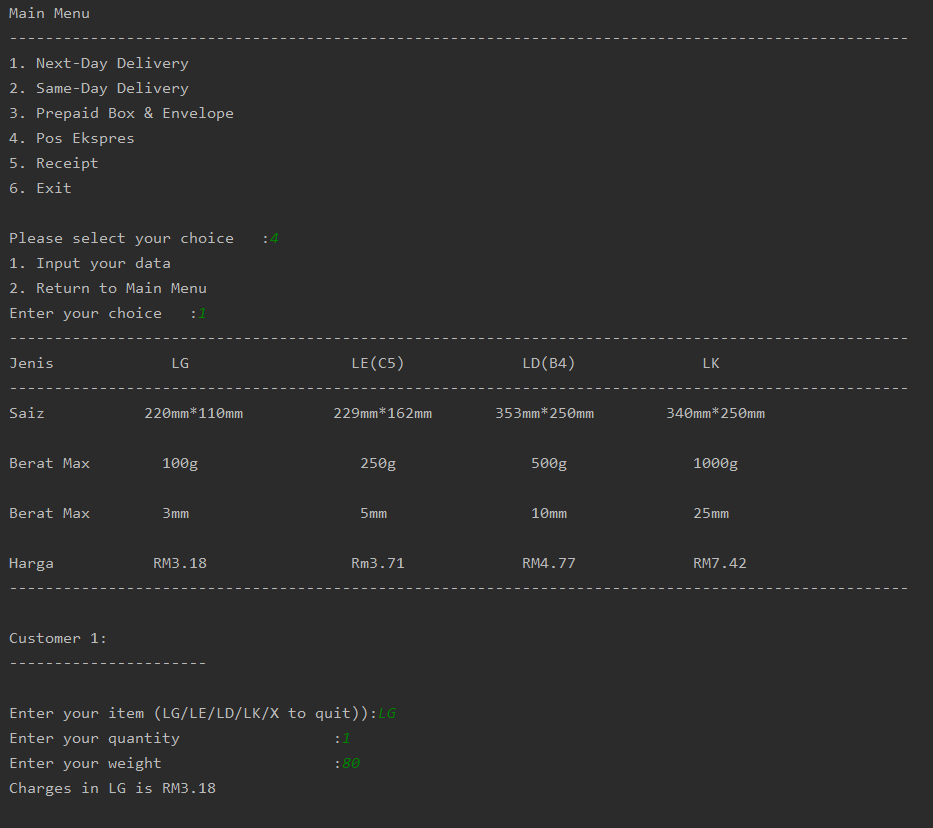 Main Menu
----------------------------------------------------------------------------------------------------
1. Next-Day Delivery
2. Same-Day Delivery
3. Prepaid Box & Envelope
4. Pos Ekspres
5. Receipt
6. Exit
Please select your choice   :4
1. Input your data
2. Return to Main Menu
Enter your choice   :1
----------------------------------------------------------------------------------------------------
Jenis             LG                  LE(C5)             LD(B4)              LK
----------------------------------------------------------------------------------------------------
Saiz           220mm*110mm          229mm*162mm       353mm*250mm        340mm*250mm
Berat Max        100g                  250g               500g              1000g
Berat Max        3mm                   5mm                10mm              25mm
Harga           RM3.18                Rm3.71             RM4.77             RM7.42
----------------------------------------------------------------------------------------------------
Customer 1:
----------------------
Enter your item (LG/LE/LD/LK/X to quit)):LG
Enter your quantity                 :1
Enter your weight                   :80
Charges in LG is RM3.18